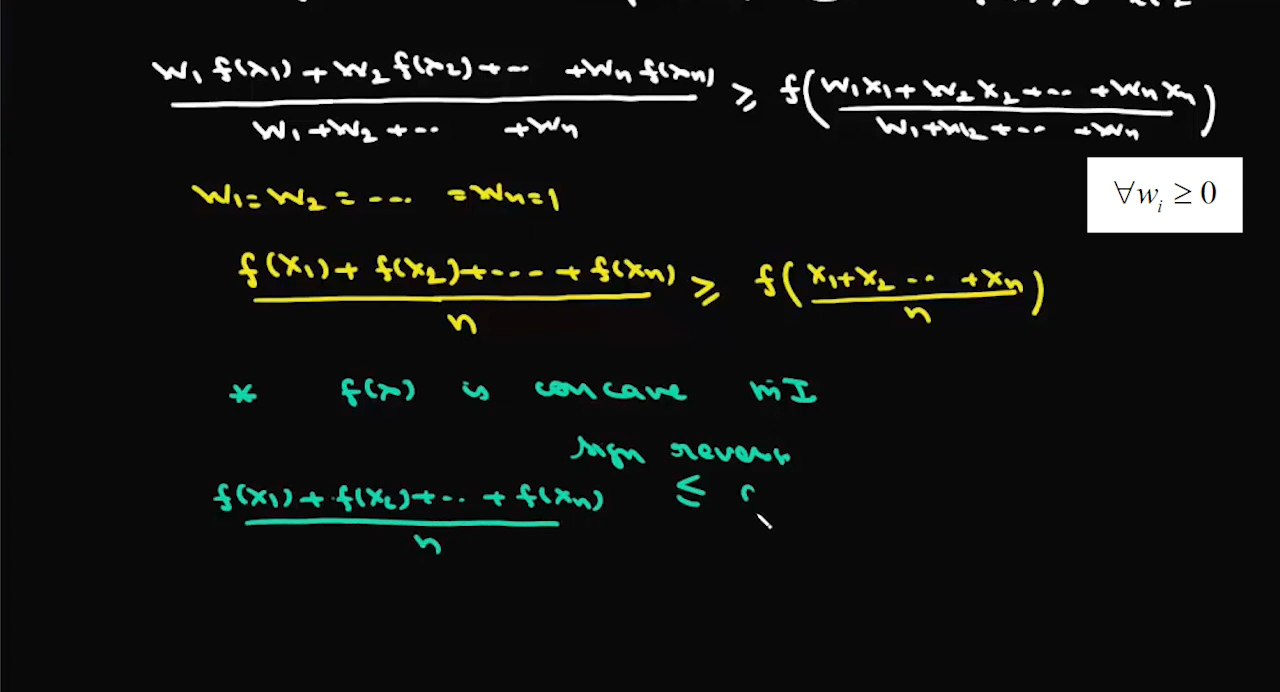 w₁ f(x₁) + w₂ f(x₂) + ... + wₙ f(xₙ) / w₁ + w₂ + ... + wₙ ≥ f( w₁x₁ + w₂x₂ + ... + wₙxₙ / w₁ + w₂ + ... + wₙ )
∀wᵢ ≥ 0
w₁ = w₂ = ... = wₙ = 1
f(x₁) + f(x₂) + ... + f(xₙ) / n ≥ f( x₁ + x₂ ... + xₙ / n )
* f(x) is concave in I
sign reverse
f(x₁) + f(x₂) + .. + f(xₙ) / n ≤